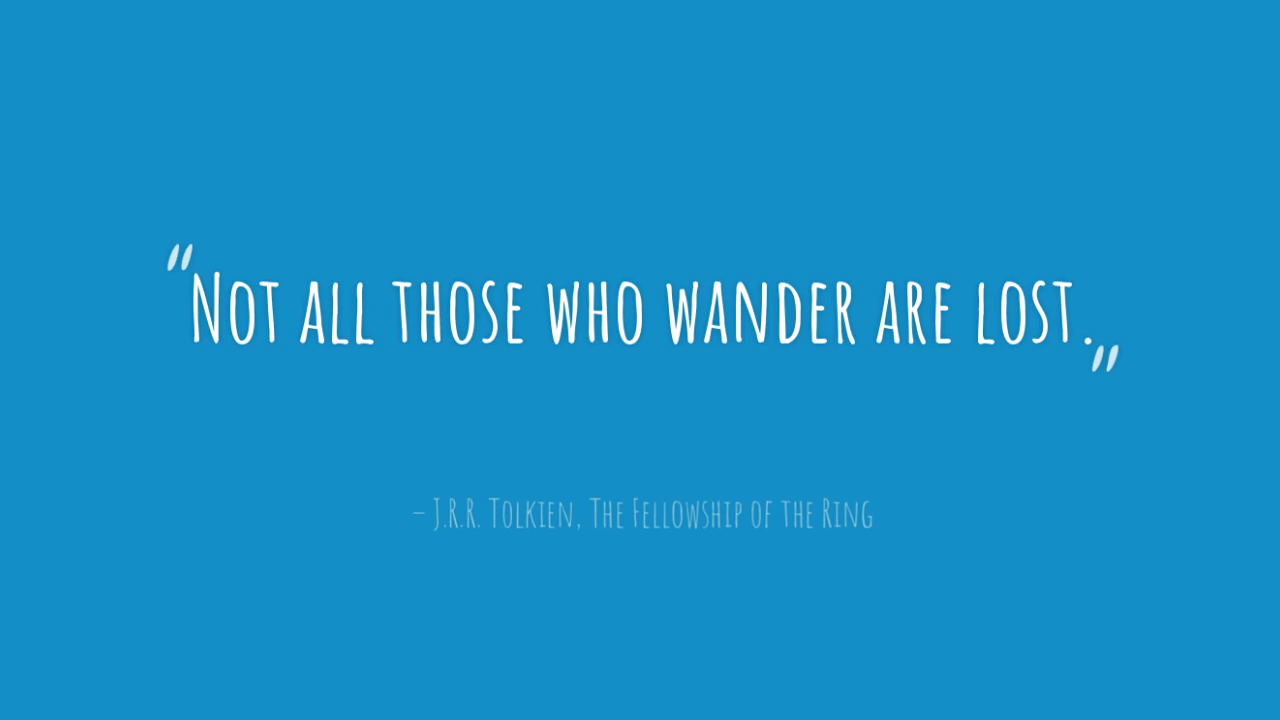 "Not all those who wander are lost."
– J.R.R. Tolkien, The Fellowship of the Ring